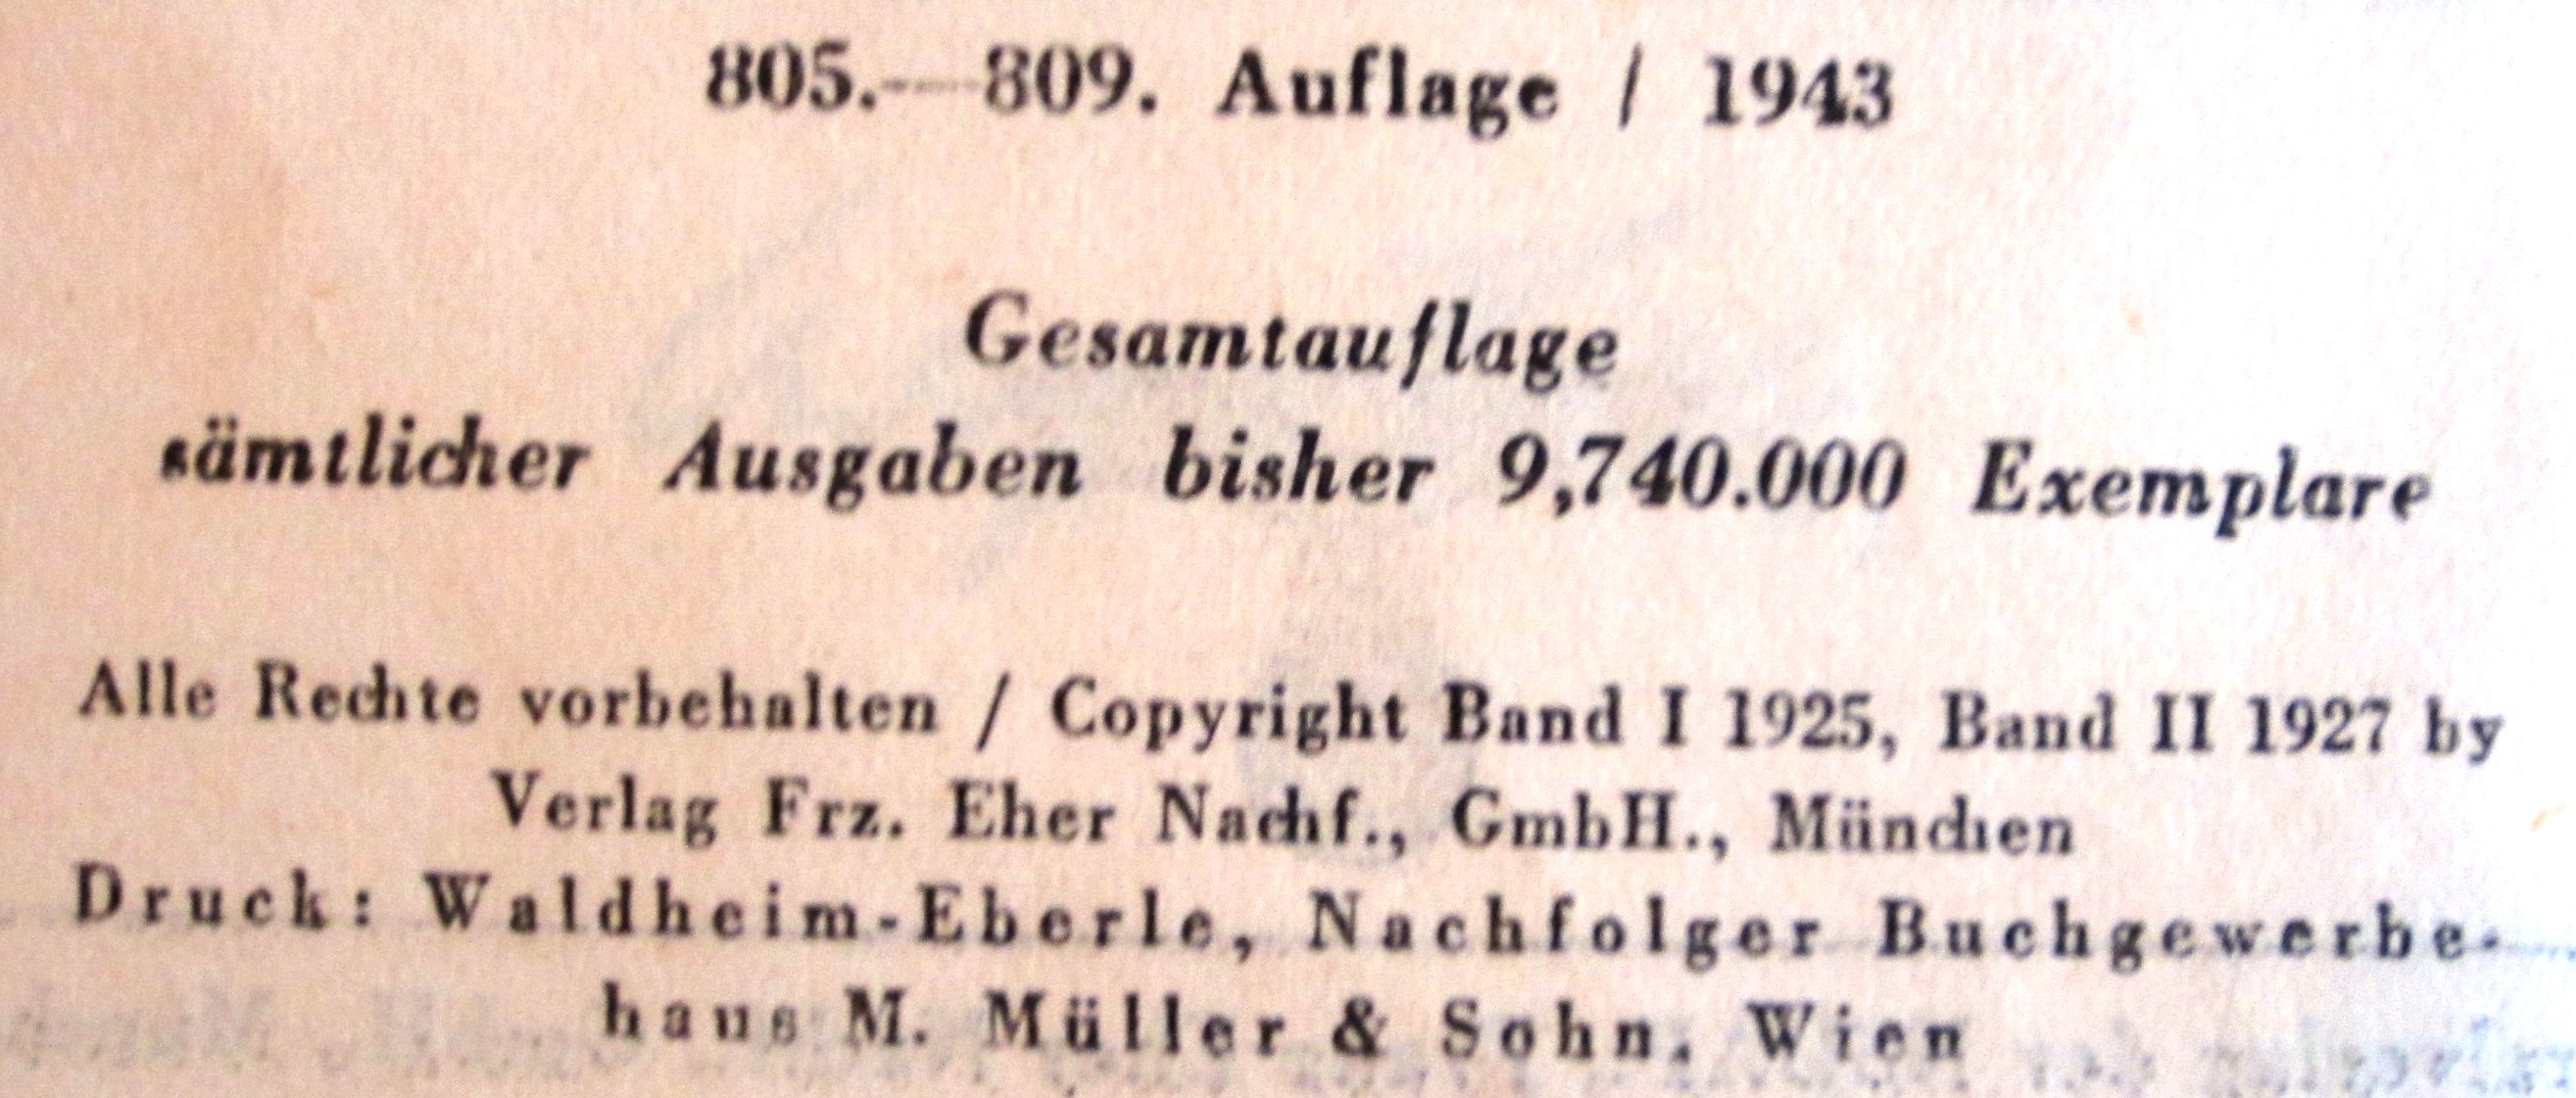 805.—809. Auflage / 1943
Gesamtauflage
sämtlicher Ausgaben bisher 9,740.000 Exemplare
Alle Rechte vorbehalten / Copyright Band I 1925, Band II 1927 by
Verlag Frz. Eher Nachf., GmbH., München
Druck: Waldheim-Eberle, Nachfolger Buchgewerbe-
haus M. Müller & Sohn, Wien